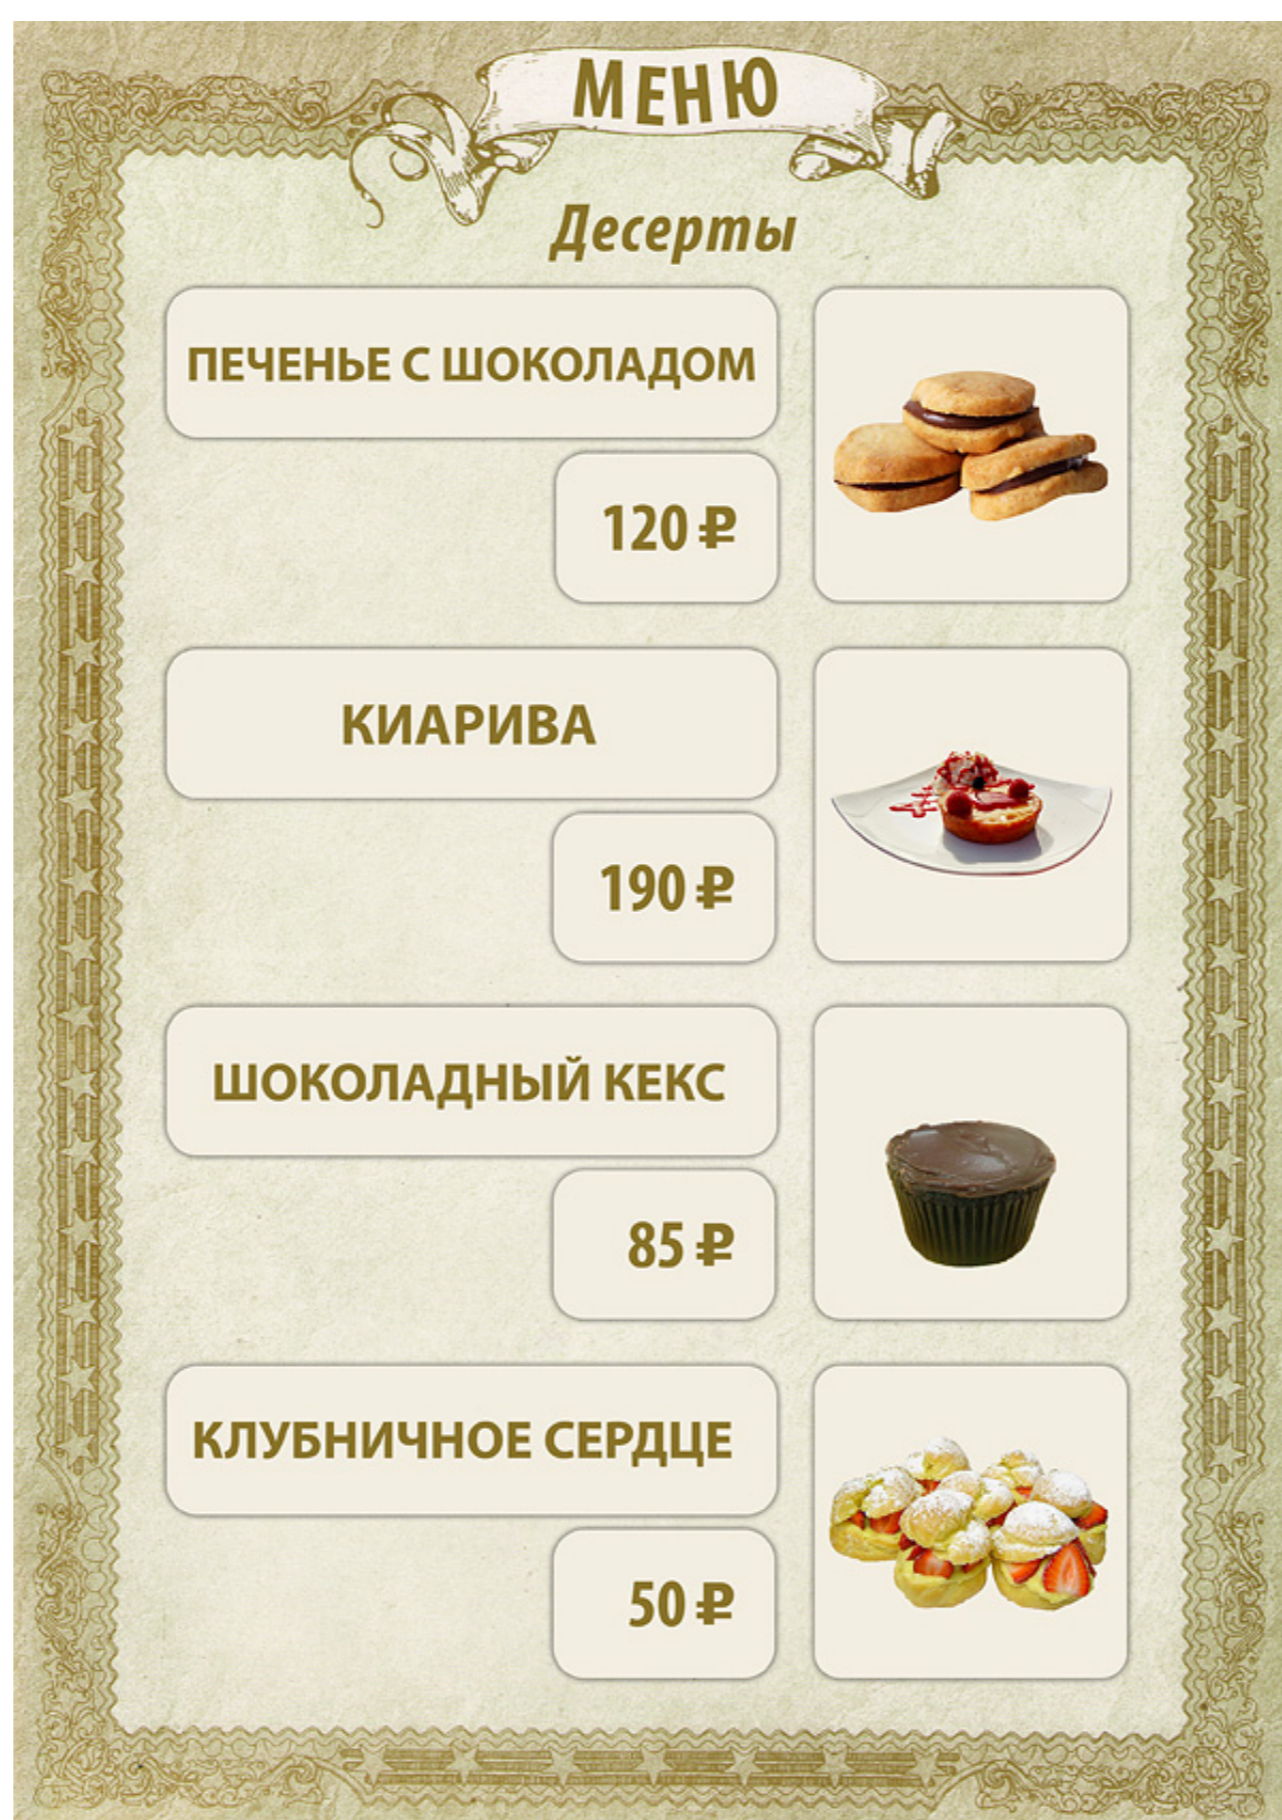 МЕНЮ
Десерты
ПЕЧЕНЬЕ С ШОКОЛАДОМ
120 ₽
КИАРИВА
190 ₽
ШОКОЛАДНЫЙ КЕКС
85 ₽
КЛУБНИЧНОЕ СЕРДЦЕ
50 ₽